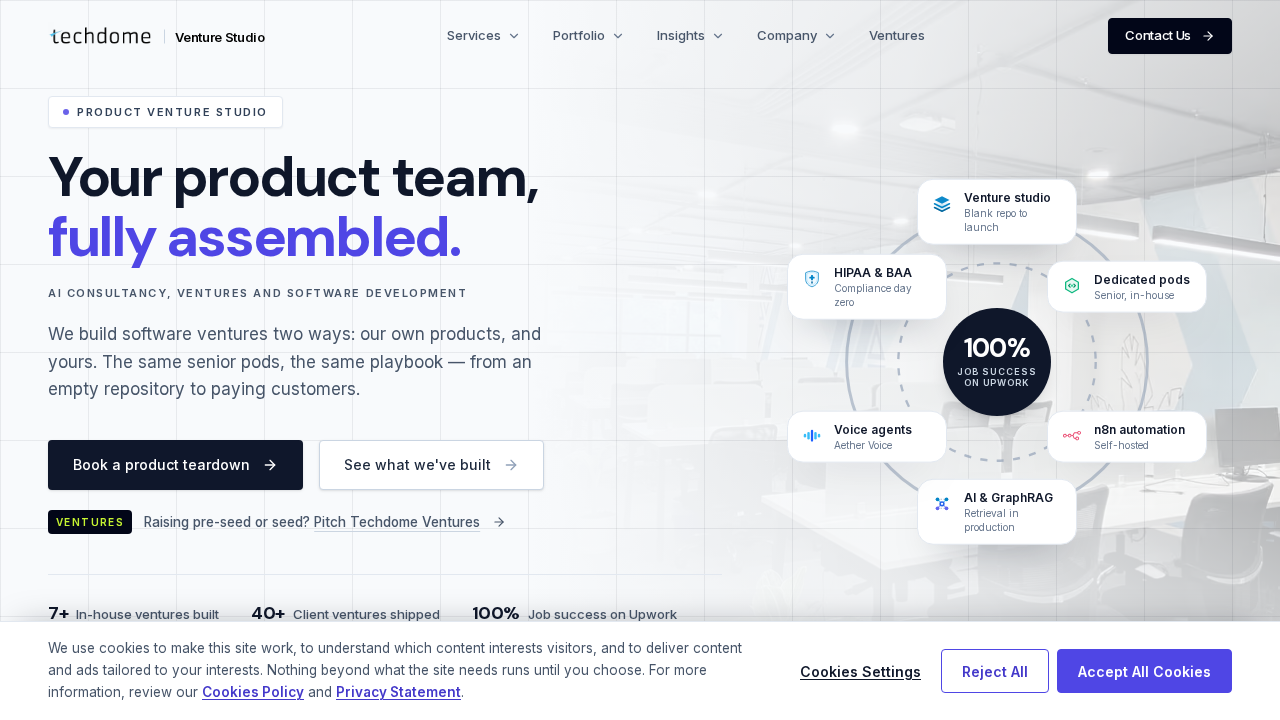 techdome Venture Studio
Services Portfolio Insights Company Ventures
Contact Us
PRODUCT VENTURE STUDIO
Your product team,
fully assembled.
AI CONSULTANCY, VENTURES AND SOFTWARE DEVELOPMENT
We build software ventures two ways: our own products, and
yours. The same senior pods, the same playbook — from an
empty repository to paying customers.
Book a product teardown
See what we've built
VENTURES Raising pre-seed or seed? Pitch Techdome Ventures
7+ In-house ventures built 40+ Client ventures shipped 100% Job success on Upwork
Venture studio
Blank repo to
launch
HIPAA & BAA
Compliance day
zero
Dedicated pods
Senior, in-house
100%
JOB SUCCESS
ON UPWORK
Voice agents
Aether Voice
n8n automation
Self-hosted
AI & GraphRAG
Retrieval in
production
We use cookies to make this site work, to understand which content interests visitors, and to deliver content
and ads tailored to your interests. Nothing beyond what the site needs runs until you choose. For more
information, review our Cookies Policy and Privacy Statement.
Cookies Settings
Reject All
Accept All Cookies